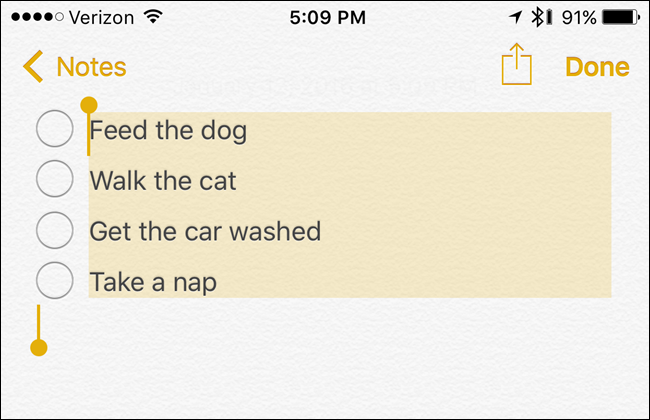 Verizon 5:09 PM 91%
Notes Done
Feed the dog
Walk the cat
Get the car washed
Take a nap